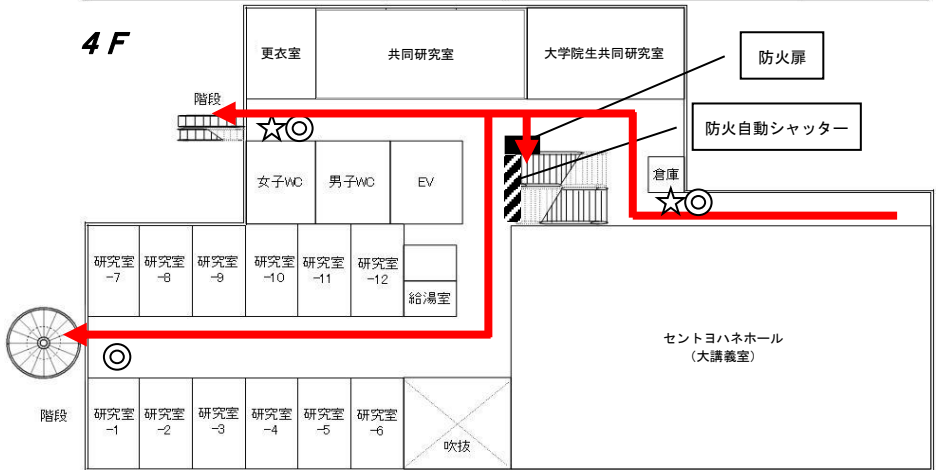 4F
更衣室
共同研究室
大学院生共同研究室
防火扉
階段
防火自動シャッター
女子WC
男子WC
EV
倉庫
研究室
-7
研究室
-8
研究室
-9
研究室
-10
研究室
-11
研究室
-12
給湯室
セントヨハネホール
（大講義室）
階段
研究室
-1
研究室
-2
研究室
-3
研究室
-4
研究室
-5
研究室
-6
吹抜